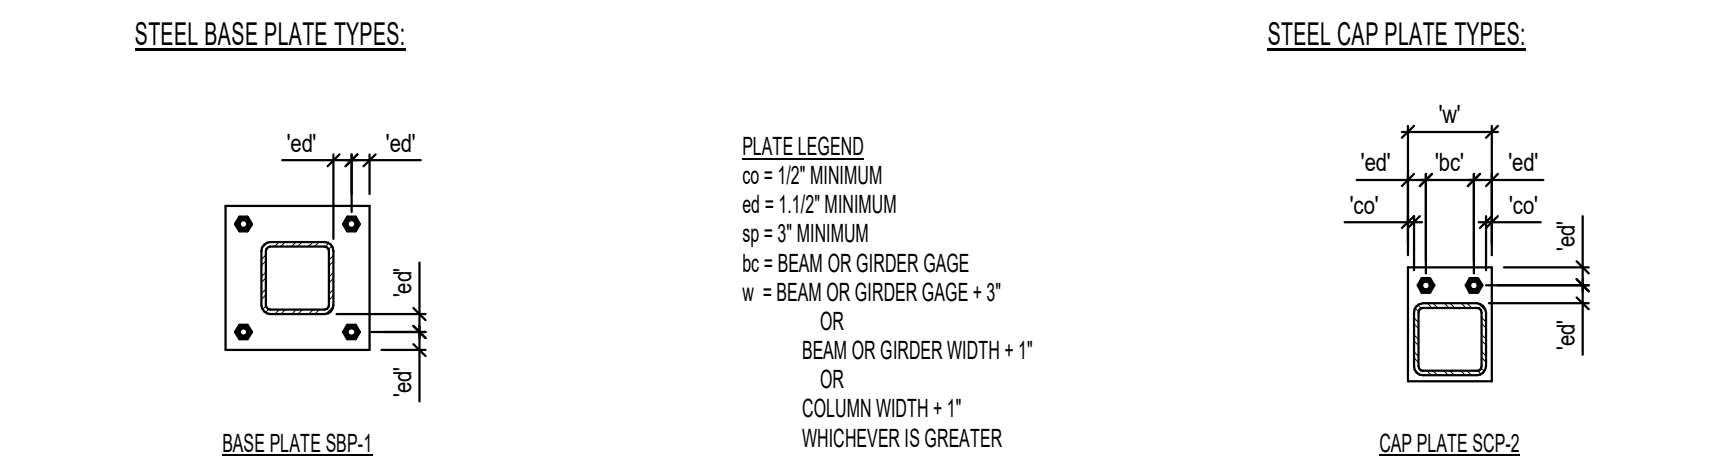 STEEL BASE PLATE TYPES:
'ed' 'ed'
'ed'
'ed'
BASE PLATE SBP-1
PLATE LEGEND
co = 1/2" MINIMUM
ed = 1.1/2" MINIMUM
sp = 3" MINIMUM
bc = BEAM OR GIRDER GAGE
w = BEAM OR GIRDER GAGE + 3"
OR
BEAM OR GIRDER WIDTH + 1"
OR
COLUMN WIDTH + 1"
WHICHEVER IS GREATER
STEEL CAP PLATE TYPES:
'w'
'ed' 'bc' 'ed'
'co' 'co'
'ed'
'ed'
CAP PLATE SCP-2